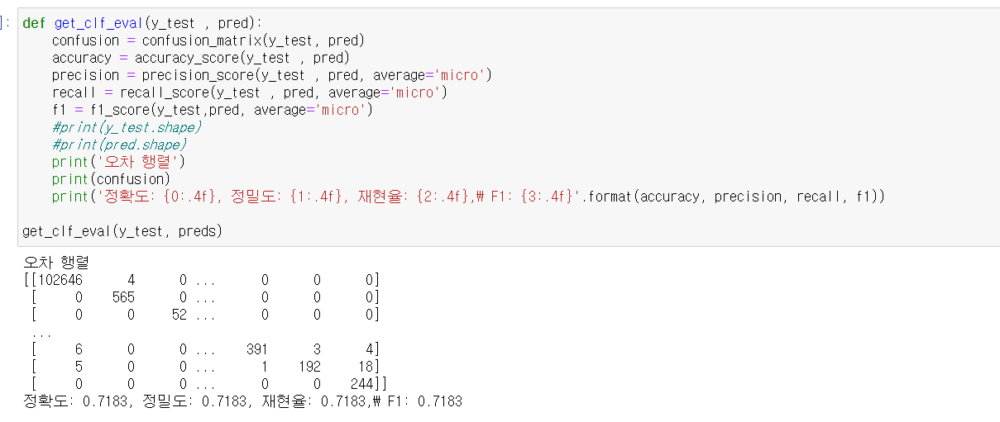 ]: def get_clf_eval(y_test , pred):
    confusion = confusion_matrix(y_test, pred)
    accuracy = accuracy_score(y_test , pred)
    precision = precision_score(y_test , pred, average='micro')
    recall = recall_score(y_test , pred, average='micro')
    f1 = f1_score(y_test,pred, average='micro')
    #print(y_test.shape)
    #print(pred.shape)
    print('오차 행렬')
    print(confusion)
    print('정확도: {0:.4f}, 정밀도: {1:.4f}, 재현율: {2:.4f},₩ F1: {3:.4f}'.format(accuracy, precision, recall, f1))
get_clf_eval(y_test, preds)
오차 행렬
[[102646      4      0 ...      0      0      0]
 [     0    565      0 ...      0      0      0]
 [     0      0     52 ...      0      0      0]
 ...
 [     6      0      0 ...    391      3      4]
 [     5      0      0 ...      1    192     18]
 [     0      0      0 ...      0      0    244]]
정확도: 0.7183, 정밀도: 0.7183, 재현율: 0.7183,₩ F1: 0.7183